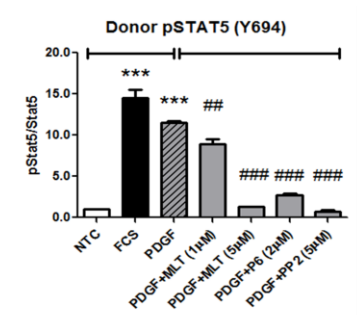 Donor pSTAT5 (Y694)
pStat5/Stat5
20.0
15.0
10.0
5.0
0.0
***
***
##
###
###
###
NTC
FCS
PDGF
PDGF+MLT (1µM)
PDGF+MLT (5µM)
PDGF+P6 (2µM)
PDGF+PP2 (5µM)